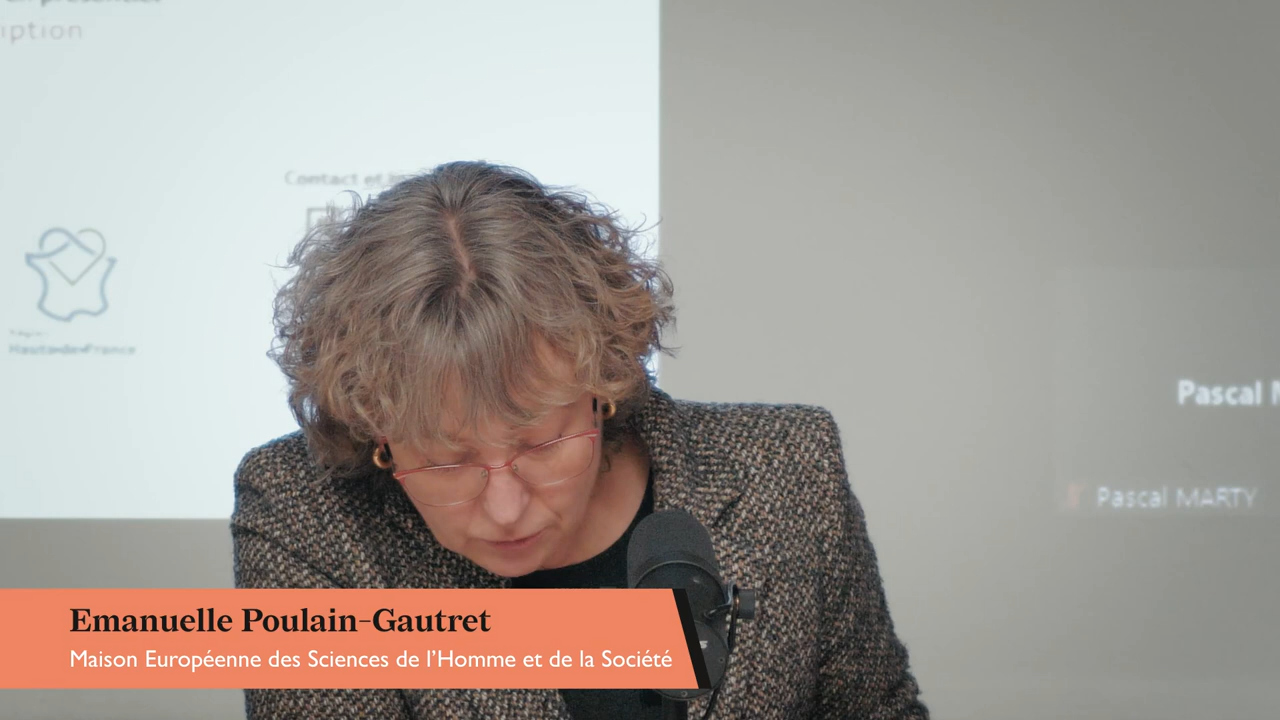 iption
Contact et
Hauts-de-France
Pascal M
Pascal MARTY
Emanuelle Poulain-Gautret
Maison Européenne des Sciences de l'Homme et de la Société